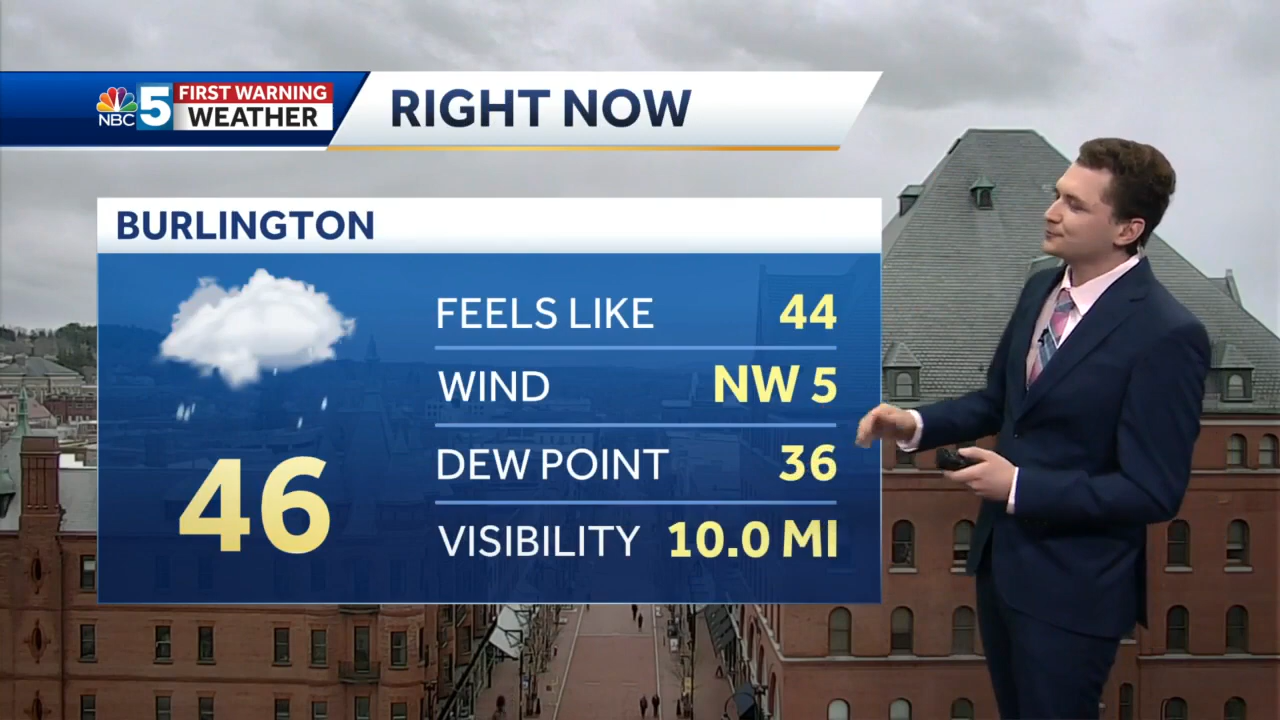 NBC 5 FIRST WARNING
WEATHER
RIGHT NOW
BURLINGTON
46
FEELS LIKE 44
WIND NW 5
DEW POINT 36
VISIBILITY 10.0 MI